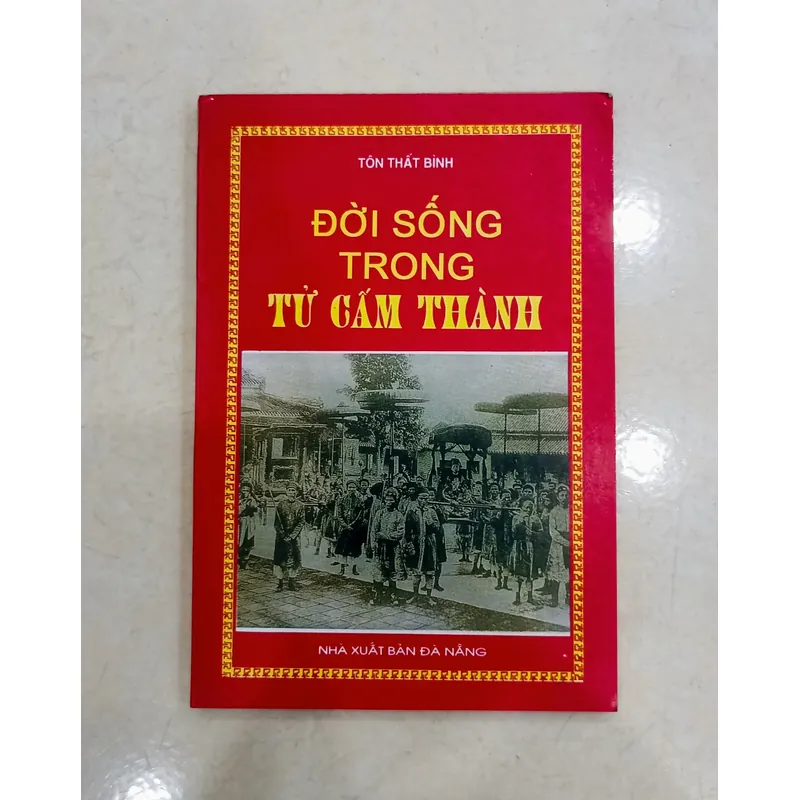 TÔN THẤT BÌNH
ĐỜI SỐNG
TRONG
TỬ CẤM THÀNH
NHÀ XUẤT BẢN ĐÀ NẴNG